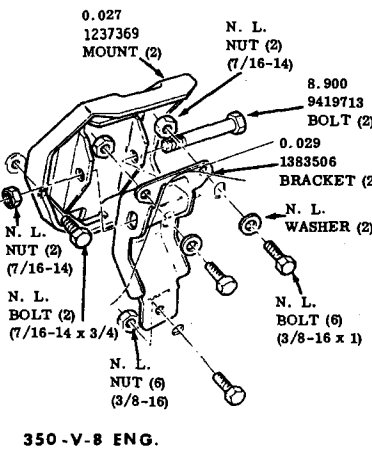 0.027
1237369
MOUNT (2)
N. L.
NUT (2)
(7/16-14)
8.900
9419713
BOLT (2)
0.029
1383506
BRACKET (2
N. L.
WASHER (2)
N. L.
NUT (2)
(7/16-14)
N. L.
BOLT (2)
(7/16-14 x 3/4)
N. L.
BOLT (6)
(3/8-16 x 1)
N. L.
NUT (6)
(3/8-16)
350-V-8 ENG.